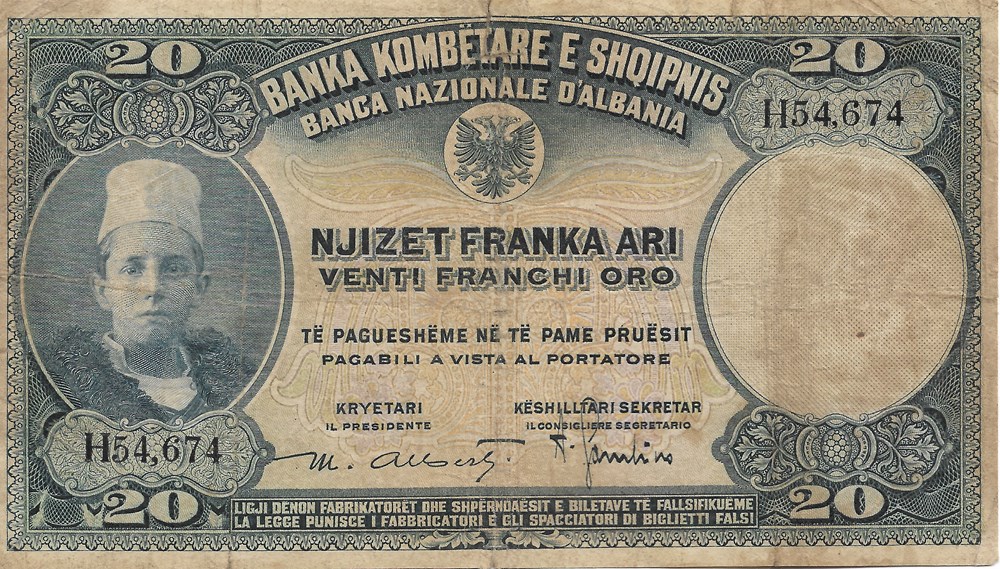 20 20
BANKA KOMBËTARE E SHQIPNIS
BANCA NAZIONALE D'ALBANIA
H54,674
NJIZET FRANKA ARI
VENTI FRANCHI ORO
TË PAGUESHËME NË TË PAME PRUËSIT
PAGABILI A VISTA AL PORTATORE
KRYETARI
IL PRESIDENTE
KËSHILLTARI SEKRETAR
IL CONSIGLIERE SEGRETARIO
H54,674
M. Alberti
20 20
LIGJI DËNON FABRIKATORËT DHE SHPËRNDAËSIT E BILETAVE TË FALLSIFIKUEME
LA LEGGE PUNISCE I FABBRICATORI E GLI SPACCIATORI DI BIGLIETTI FALSI